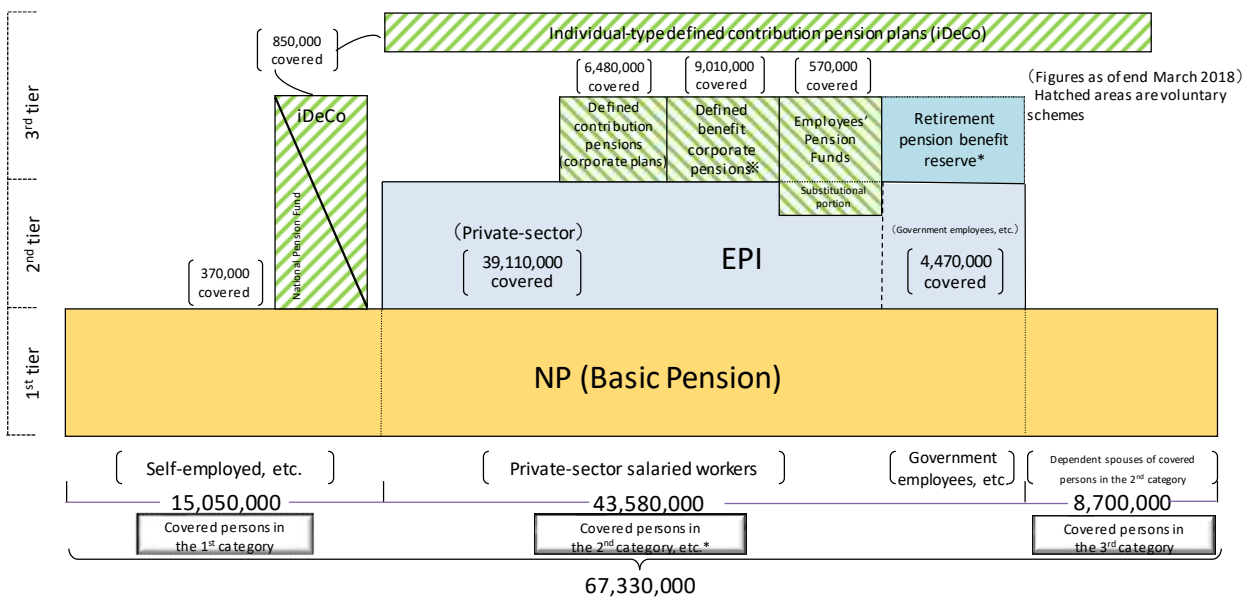 850,000
covered
Individual-type defined contribution pension plans (iDeCo)
6,480,000
covered
9,010,000
covered
570,000
covered
(Figures as of end March 2018)
Hatched areas are voluntary
schemes
3rd tier
iDeCo
National Pension Fund
Defined
contribution
pensions
(corporate plans)
Defined
benefit
corporate
pensions※
Employees’
Pension
Funds
Substitutional
portion
Retirement
pension benefit
reserve*
2nd tier
370,000
covered
(Private-sector)
39,110,000
covered
EPI
(Government employees, etc.)
4,470,000
covered
1st tier
NP (Basic Pension)
Self-employed, etc.
Private-sector salaried workers
Government
employees, etc.
Dependent spouses of covered
persons in the 2nd category
15,050,000
43,580,000
8,700,000
Covered persons in
the 1st category
Covered persons in
the 2nd category, etc.*
Covered persons in
the 3rd category
67,330,000